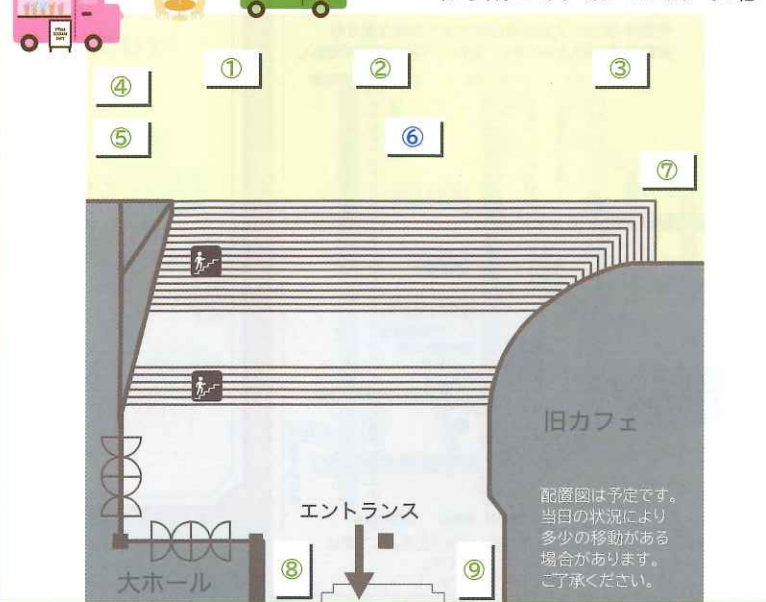 ①
②
③
④
⑤
⑥
⑦
旧カフェ
エントランス
配置図は予定です。
当日の状況により
多少の移動がある
場合があります。
ご了承ください。
大ホール
⑧
⑨